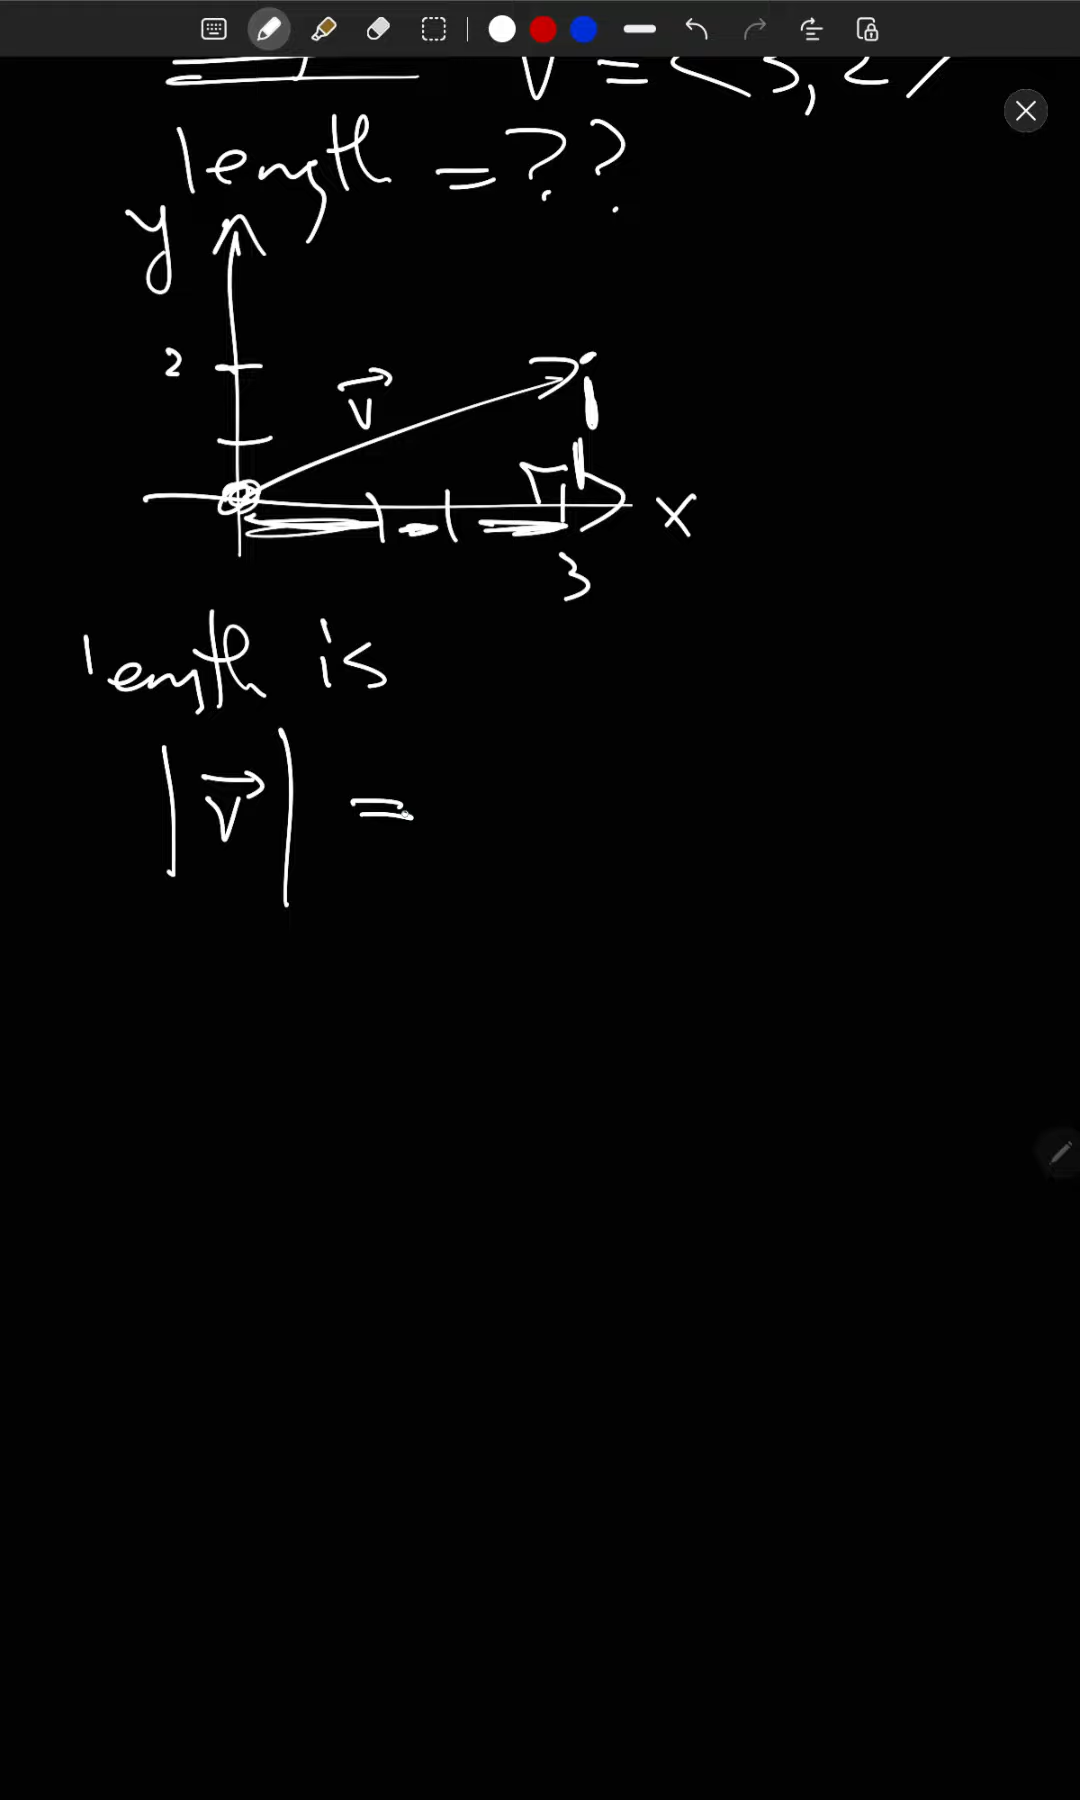 v = <3, 2>
length = ??
y
2
v⃗
x
3
length is
|v⃗| =